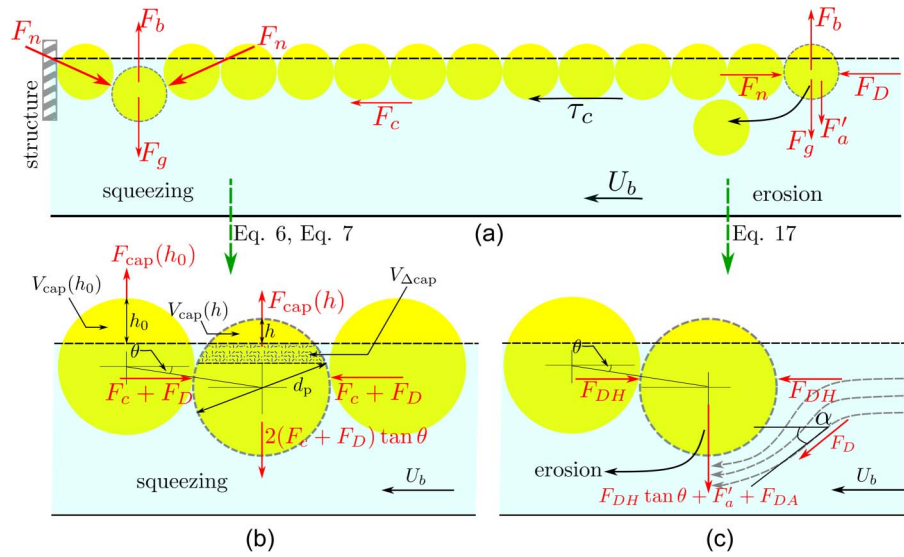 F_b
F_n
F_n
F_b
structure
F_c
τ_c
F_n
F_D
F_g
F_g
F'_a
squeezing
U_b
erosion
(a)
Eq. 6, Eq. 7
Eq. 17
F_cap(h_0)
V_cap(h_0)
V_cap(h)
F_cap(h)
V_Δcap
h_0
h
θ
F_c + F_D
d_p
F_c + F_D
2(F_c + F_D) tan θ
squeezing
U_b
(b)
θ
F_DH
F_DH
α
F_D
erosion
F_DH tan θ + F'_a + F_DA
U_b
(c)